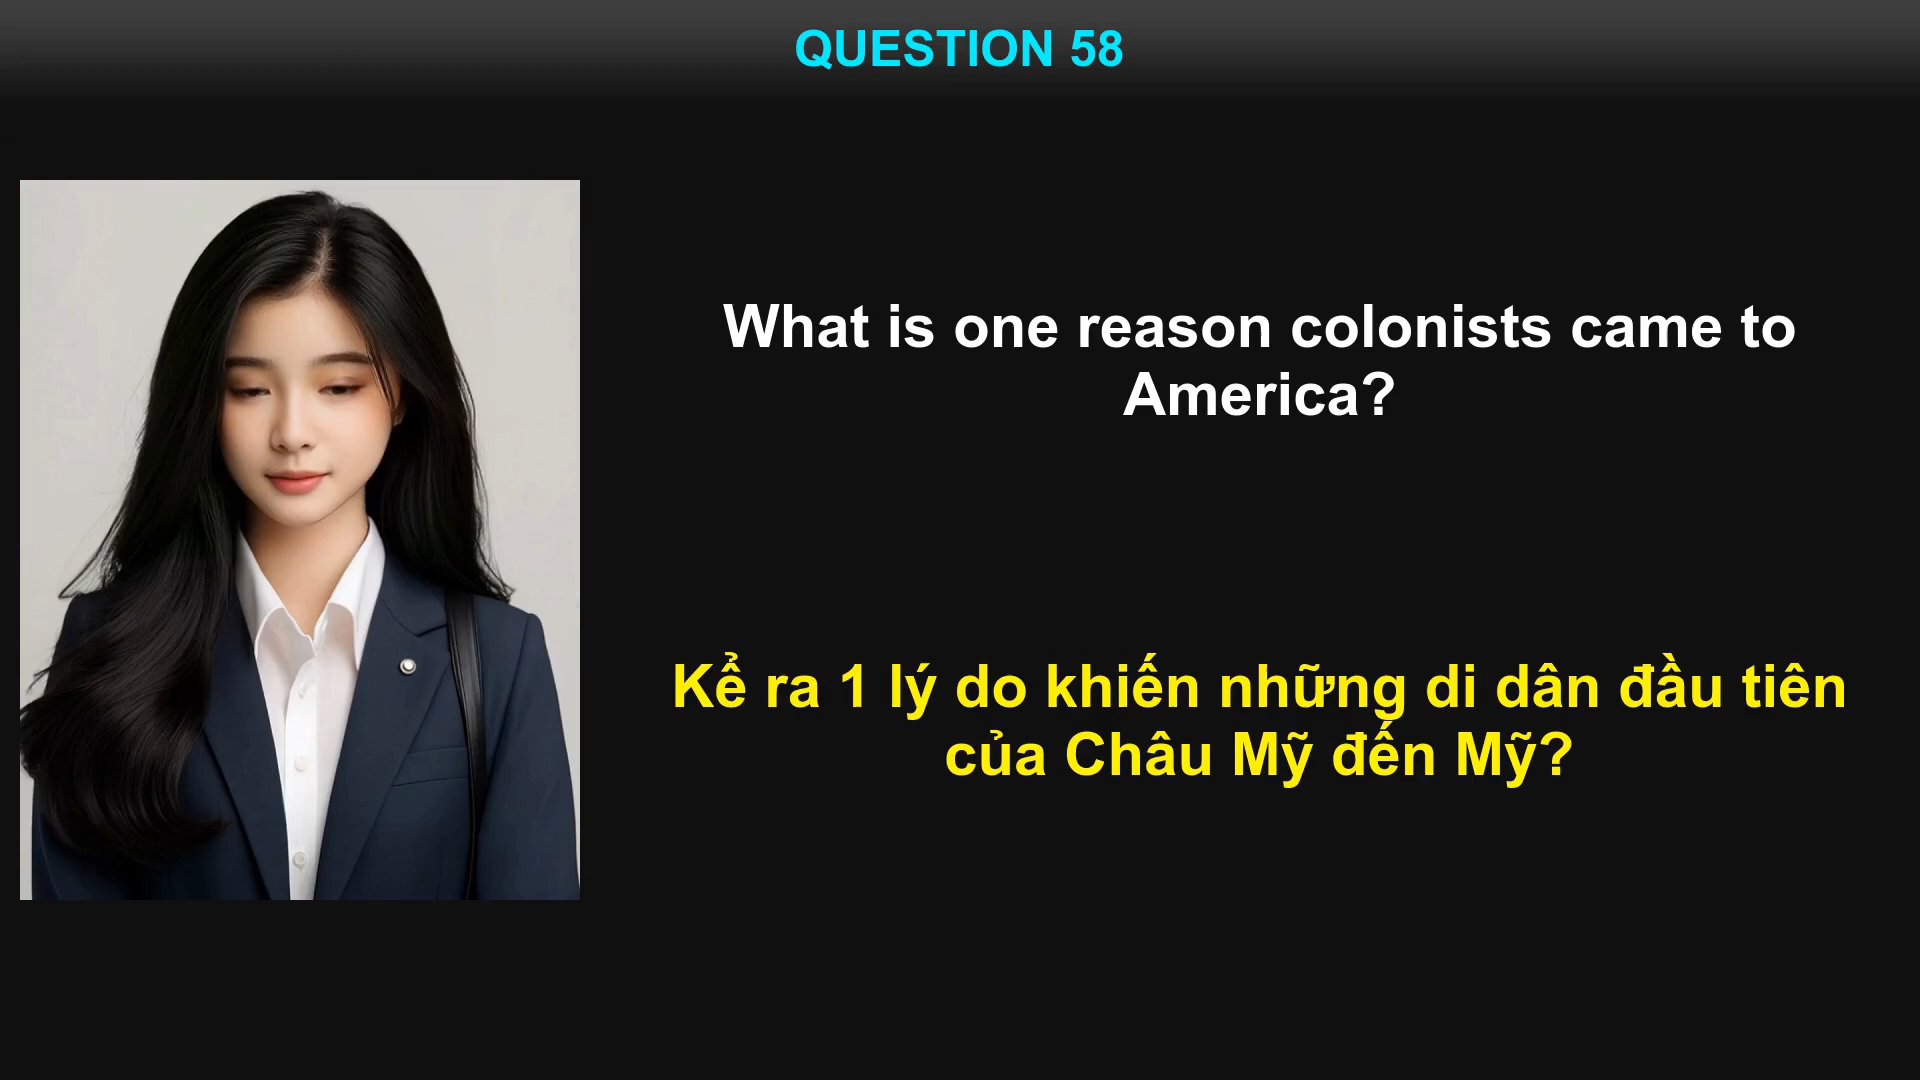 QUESTION 58
What is one reason colonists came to
America?
Kể ra 1 lý do khiến những di dân đầu tiên
của Châu Mỹ đến Mỹ?